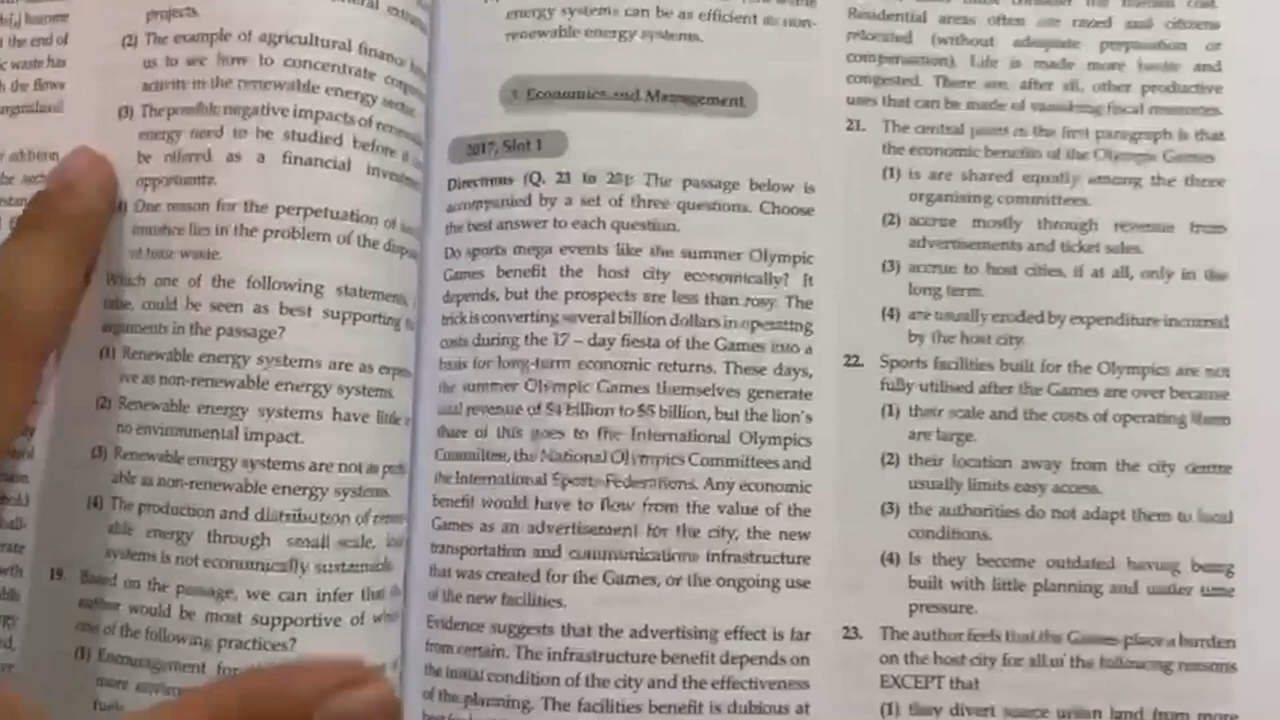 become
the end of
waste has
projects.
(2) The example of agricultural finance
us to see how to concentrate
activity in the renewable energy sector
(3) The possible negative impacts of
energy need to be studied before
be offered as a financial
opportunity.
One reason for the perpetuation of
injustice lies in the problem of the
of toxic waste.
Which one of the following statements
could be seen as best supporting
arguments in the passage?
(1) Renewable energy systems are as
as non-renewable energy systems.
(2) Renewable energy systems have little
no environmental impact.
(3) Renewable energy systems are not as
able as non-renewable energy systems.
(4) The production and distribution of
able energy through small scale,
systems is not economically sustainable
19. Based on the passage, we can infer that
author would be most supportive of
one of the following practices?
(1) Encouragement for
more
energy systems can be as efficient as non-
renewable energy systems.
Economics and Management
2017, Slot 1
Directions (Q. 21 to 23): The passage below is
accompanied by a set of three questions. Choose
the best answer to each question.
Do sports mega events like the summer Olympic
Games benefit the host city economically? It
depends, but the prospects are less than rosy. The
trick is converting several billion dollars in operating
costs during the 17 – day fiesta of the Games into a
basis for long-term economic returns. These days,
the summer Olympic Games themselves generate
total revenue of $4 billion to $5 billion, but the lion's
share of this goes to the International Olympics
Committee, the National Olympics Committees and
the International Sports Federations. Any economic
benefit would have to flow from the value of the
Games as an advertisement for the city, the new
transportation and communications infrastructure
that was created for the Games, or the ongoing use
of the new facilities.
Evidence suggests that the advertising effect is far
from certain. The infrastructure benefit depends on
the initial condition of the city and the effectiveness
of the planning. The facilities benefit is dubious at
Residential areas often are razed and citizens
relocated (without adequate preparation or
compensation). Life is made more hectic and
congested. There are, after all, other productive
uses that can be made of vanishing fiscal resources.
21. The central point in the first paragraph is that
the economic benefits of the Olympic Games
(1) is are shared equally among the three
organising committees.
(2) accrue mostly through revenue from
advertisements and ticket sales.
(3) accrue to host cities, if at all, only in the
long term.
(4) are usually eroded by expenditure incurred
by the host city.
22. Sports facilities built for the Olympics are not
fully utilised after the Games are over because
(1) their scale and the costs of operating them
are large.
(2) their location away from the city centre
usually limits easy access.
(3) the authorities do not adapt them to local
conditions.
(4) Is they become outdated having being
built with little planning and under time
pressure.
23. The author feels that the Games place a burden
on the host city for all of the following reasons
EXCEPT that
(1) they divert scarce urban land from more